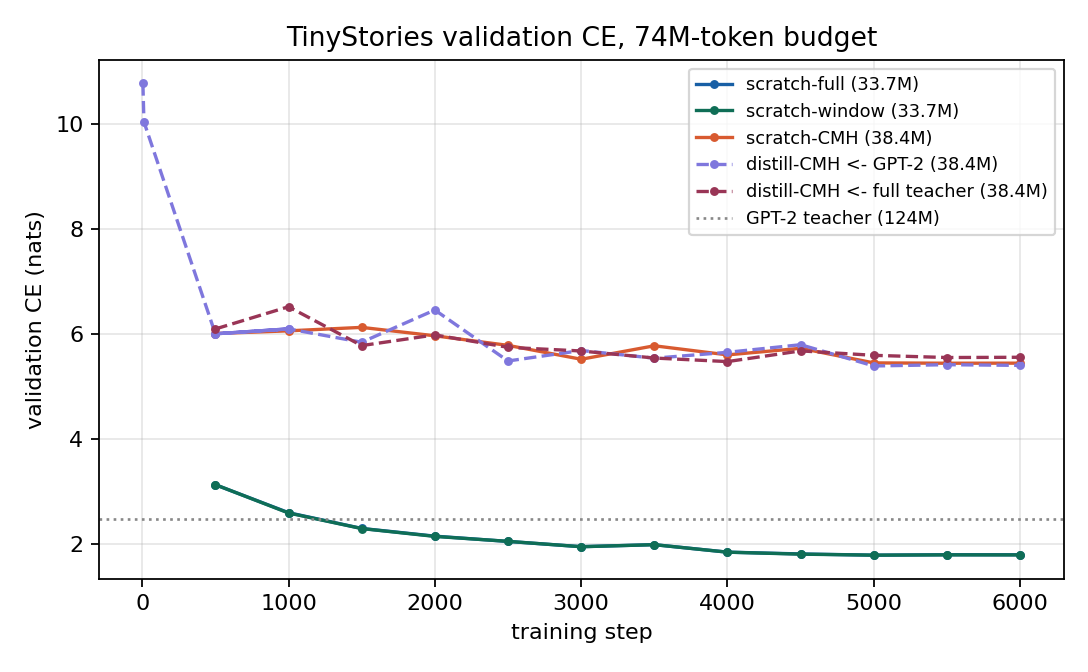 TinyStories validation CE, 74M-token budget
scratch-full (33.7M)
scratch-window (33.7M)
scratch-CMH (38.4M)
distill-CMH <- GPT-2 (38.4M)
distill-CMH <- full teacher (38.4M)
GPT-2 teacher (124M)
validation CE (nats)
10
8
6
4
2
0 1000 2000 3000 4000 5000 6000
training step